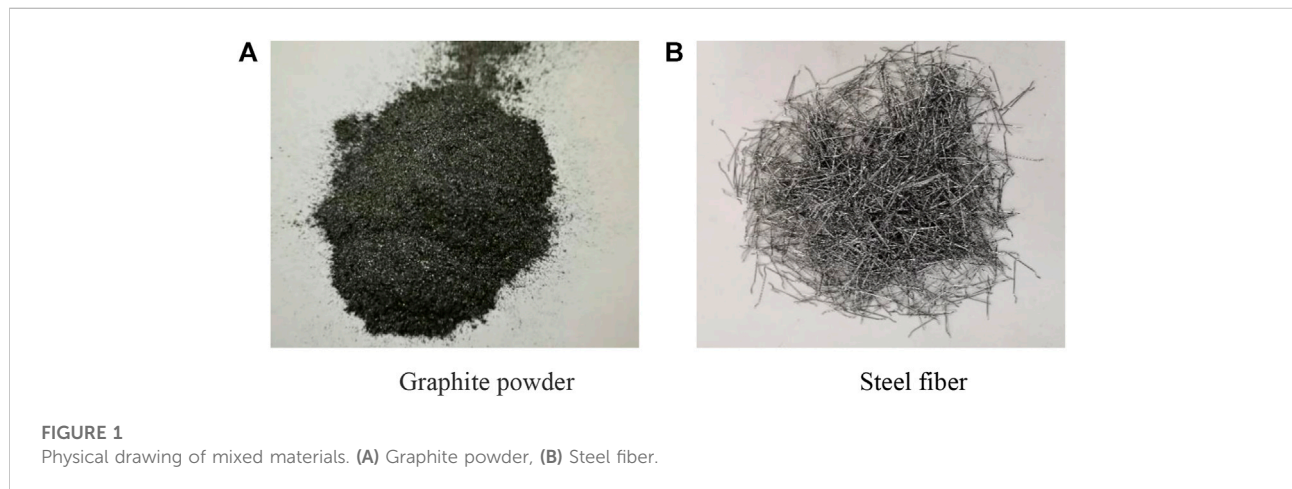 A
B
Graphite powder
Steel fiber
FIGURE 1
Physical drawing of mixed materials. (A) Graphite powder, (B) Steel fiber.